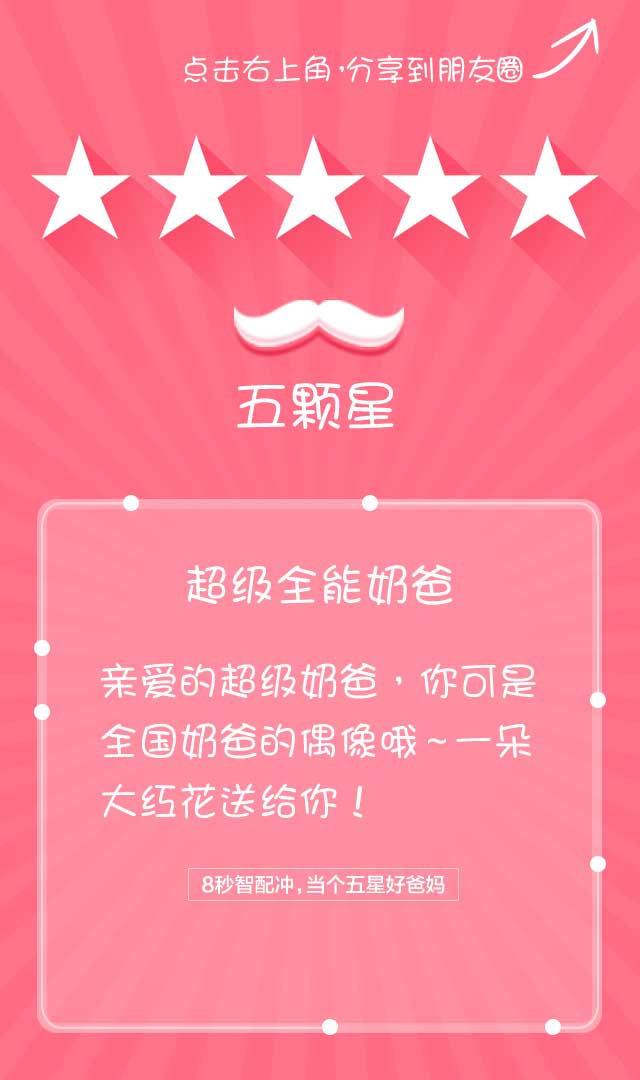 点击右上角,分享到朋友圈
五颗星
超级全能奶爸
亲爱的超级奶爸，你可是
全国奶爸的偶像哦~一朵
大红花送给你！
8秒智配冲,当个五星好爸妈